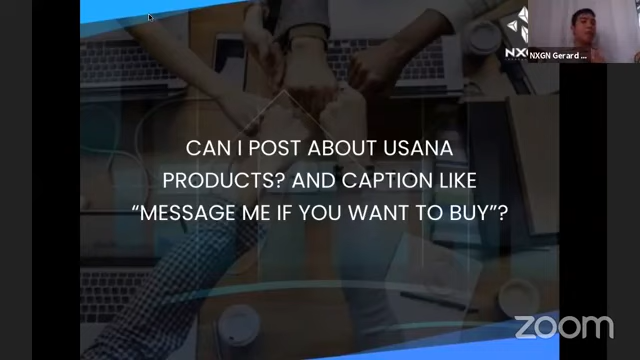 NXGN Gerard ...
CAN I POST ABOUT USANA
PRODUCTS? AND CAPTION LIKE
“MESSAGE ME IF YOU WANT TO BUY”?
zoom